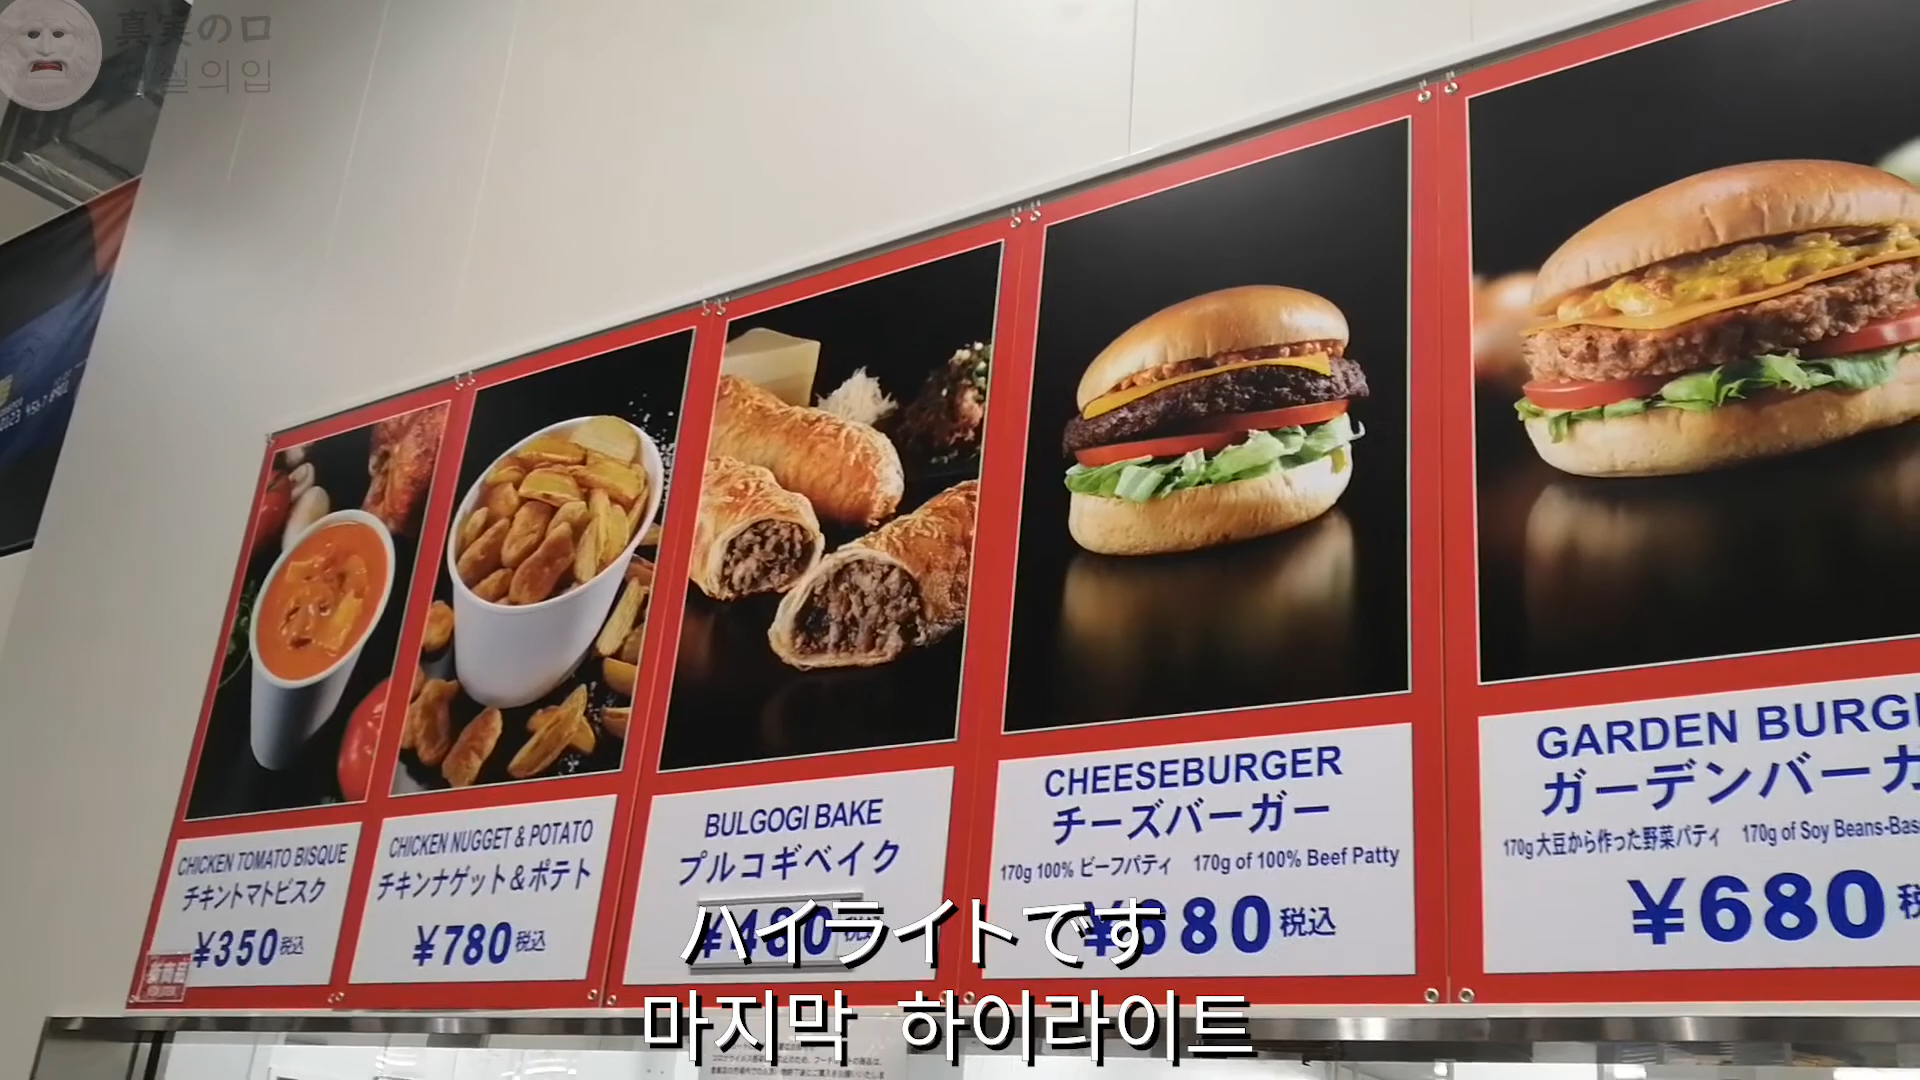 真実の口
진실의입
CHICKEN TOMATO BISQUE
チキントマトビスク
¥350税込
CHICKEN NUGGET & POTATO
チキンナゲット&ポテト
¥780税込
BULGOGI BAKE
プルコギベイク
¥480税込
CHEESEBURGER
チーズバーガー
170g 100% ビーフパティ 170g of 100% Beef Patty
¥680税込
GARDEN BURG
ガーデンバーガ
170g大豆から作った野菜パティ 170g of Soy Beans-Bas
¥680
ハイライトです
마지막 하이라이트